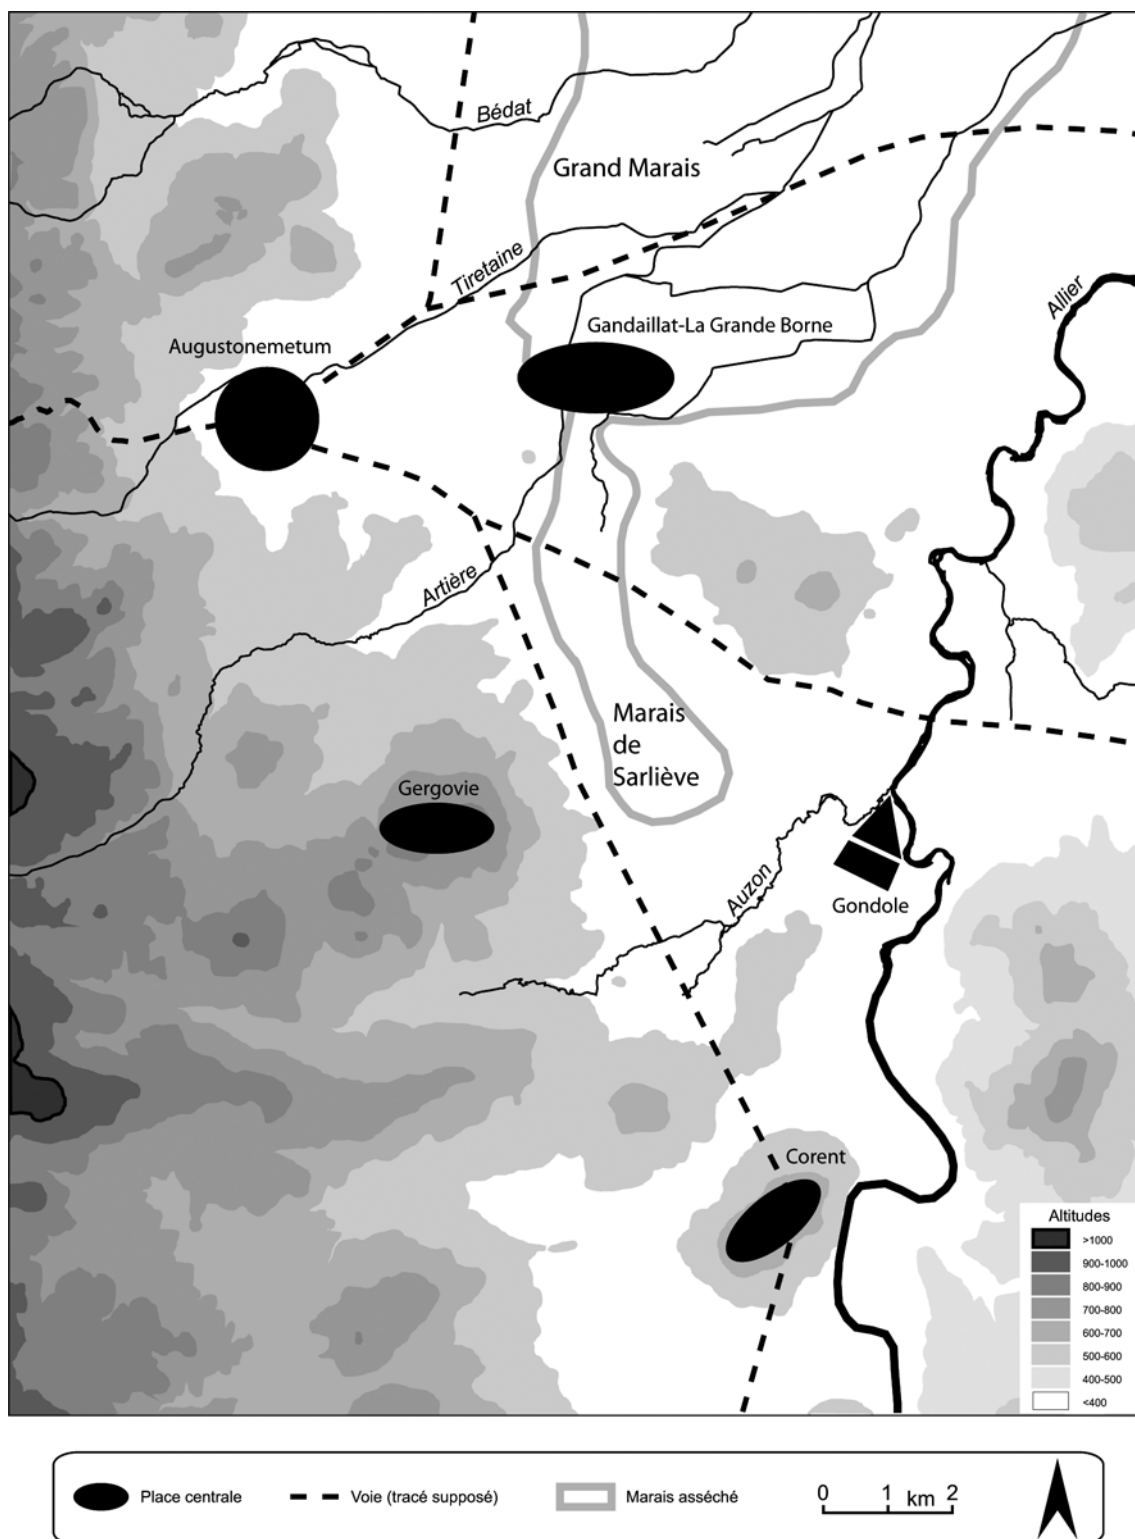 Bédat
Grand Marais
Tiretaine
Allier
Gandaillat-La Grande Borne
Augustonemetum
Artière
Marais
de
Sarliève
Gergovie
Auzon
Gondole
Corent
Altitudes
>1000
900-1000
800-900
700-800
600-700
500-600
400-500
<400
Place centrale
Voie (tracé supposé)
Marais asséché
0 1 km 2